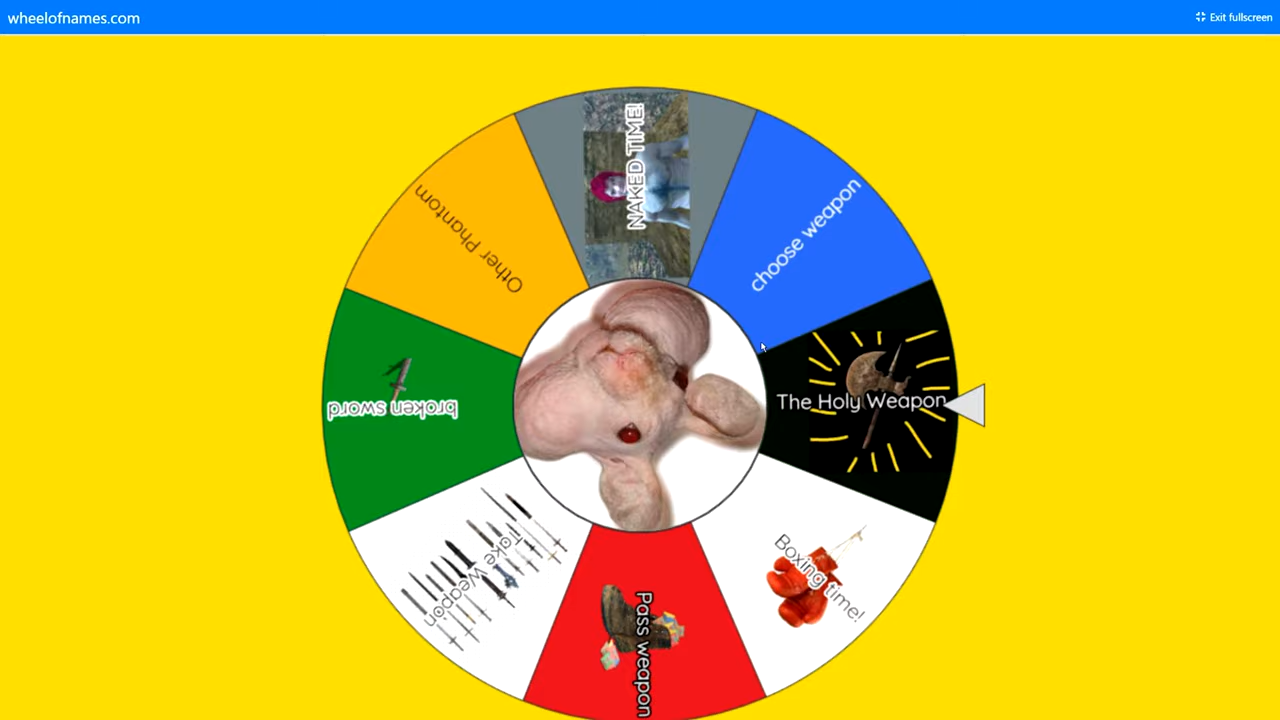 wheelofnames.com
Exit fullscreen
NAKED TIME!
choose weapon
Other Phantom
The Holy Weapon
broken sword
Take Weapon
Boxing time!
Pass weapon